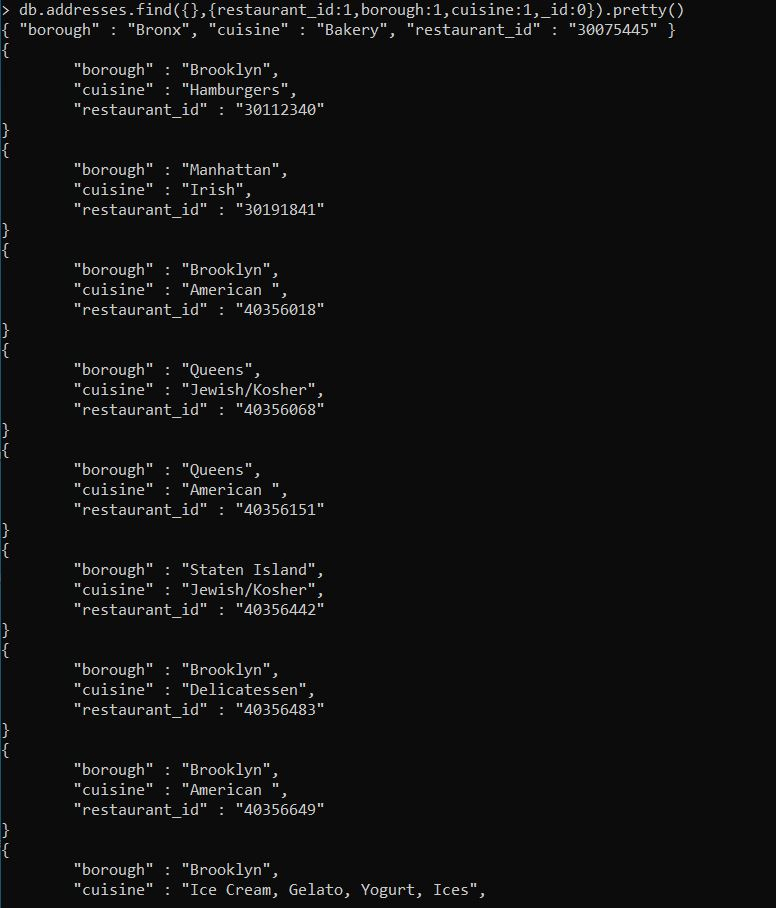 > db.addresses.find({},{restaurant_id:1,borough:1,cuisine:1,_id:0}).pretty()
{ "borough" : "Bronx", "cuisine" : "Bakery", "restaurant_id" : "30075445" }
{
        "borough" : "Brooklyn",
        "cuisine" : "Hamburgers",
        "restaurant_id" : "30112340"
}
{
        "borough" : "Manhattan",
        "cuisine" : "Irish",
        "restaurant_id" : "30191841"
}
{
        "borough" : "Brooklyn",
        "cuisine" : "American ",
        "restaurant_id" : "40356018"
}
{
        "borough" : "Queens",
        "cuisine" : "Jewish/Kosher",
        "restaurant_id" : "40356068"
}
{
        "borough" : "Queens",
        "cuisine" : "American ",
        "restaurant_id" : "40356151"
}
{
        "borough" : "Staten Island",
        "cuisine" : "Jewish/Kosher",
        "restaurant_id" : "40356442"
}
{
        "borough" : "Brooklyn",
        "cuisine" : "Delicatessen",
        "restaurant_id" : "40356483"
}
{
        "borough" : "Brooklyn",
        "cuisine" : "American ",
        "restaurant_id" : "40356649"
}
{
        "borough" : "Brooklyn",
        "cuisine" : "Ice Cream, Gelato, Yogurt, Ices",